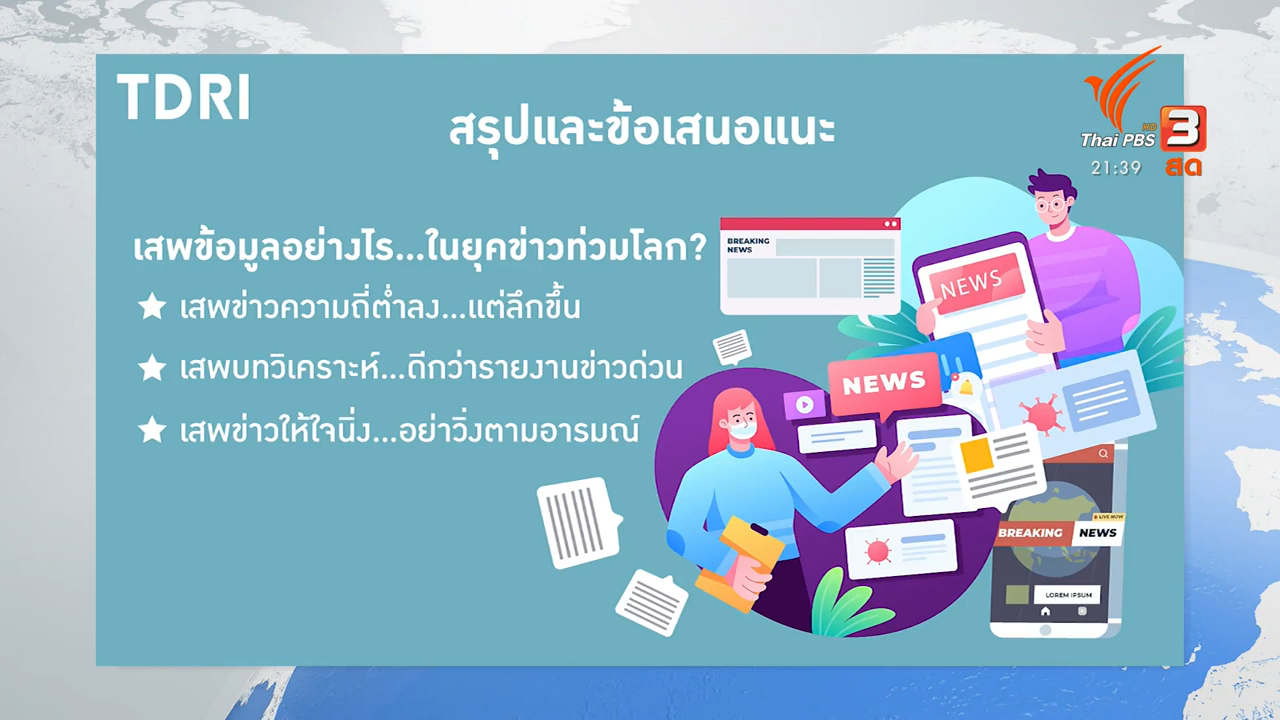 TDRI
สรุปและข้อเสนอแนะ
Thai PBS HD 3
21:39 สด
เสพข้อมูลอย่างไร...ในยุคข่าวท่วมโลก?
★ เสพข่าวความถี่ต่ำลง...แต่ลึกขึ้น
★ เสพบทวิเคราะห์...ดีกว่ารายงานข่าวด่วน
★ เสพข่าวให้ใจนิ่ง...อย่าวิ่งตามอารมณ์
BREAKING
NEWS
NEWS
NEWS
LIVE NOW
BREAKING NEWS
LOREM IPSUM